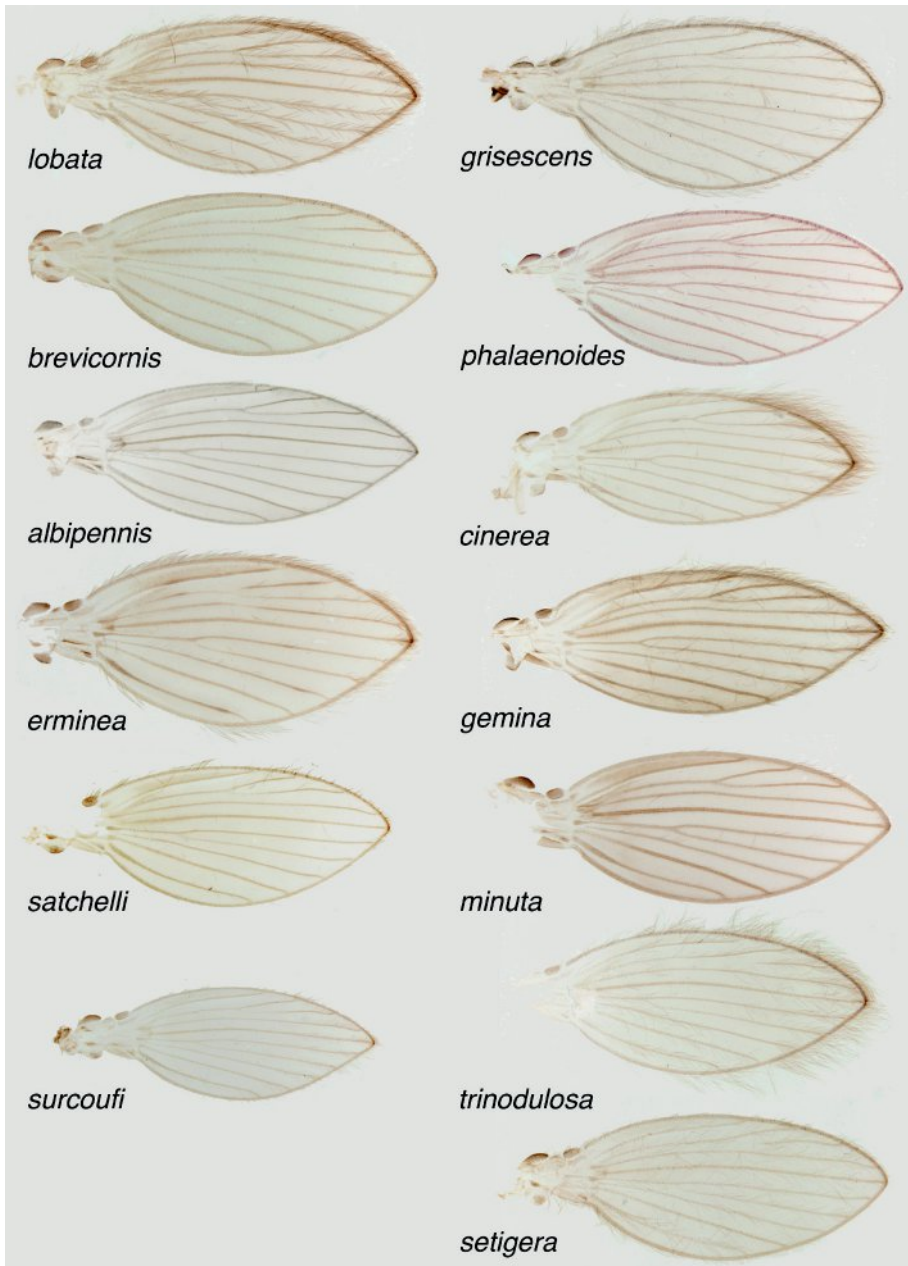 lobata
grisescens
brevicornis
phalaenoides
albipennis
cinerea
erminea
gemina
satchelli
minuta
surcoufi
trinodulosa
setigera